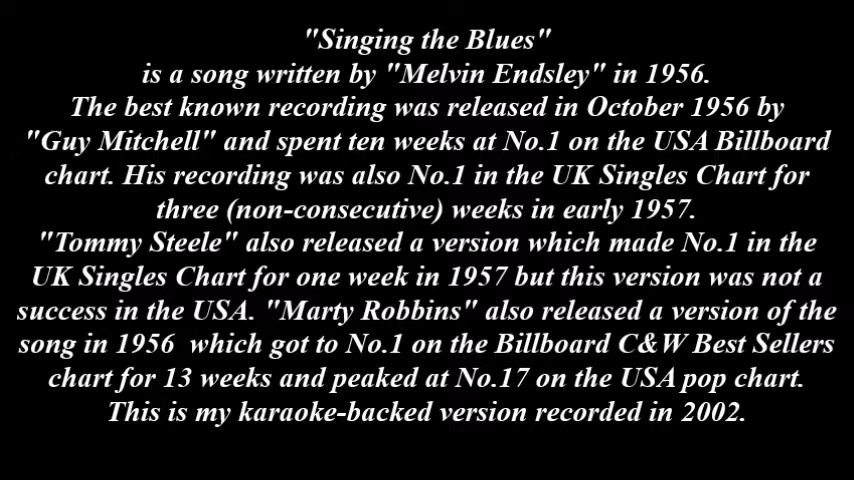 "Singing the Blues"
is a song written by "Melvin Endsley" in 1956.
The best known recording was released in October 1956 by
"Guy Mitchell" and spent ten weeks at No.1 on the USA Billboard
chart. His recording was also No.1 in the UK Singles Chart for
three (non-consecutive) weeks in early 1957.
"Tommy Steele" also released a version which made No.1 in the
UK Singles Chart for one week in 1957 but this version was not a
success in the USA. "Marty Robbins" also released a version of the
song in 1956  which got to No.1 on the Billboard C&W Best Sellers
chart for 13 weeks and peaked at No.17 on the USA pop chart.
This is my karaoke-backed version recorded in 2002.